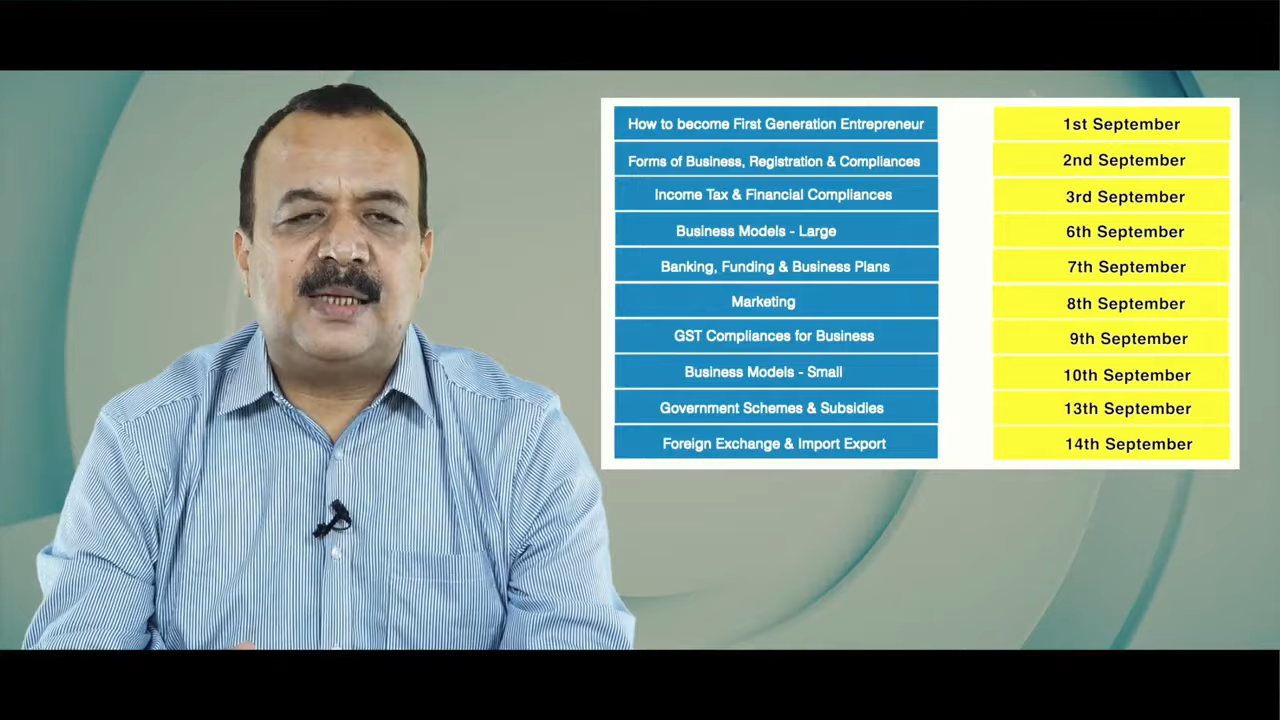 How to become First Generation Entrepreneur 1st September
Forms of Business, Registration & Compliances 2nd September
Income Tax & Financial Compliances 3rd September
Business Models - Large 6th September
Banking, Funding & Business Plans 7th September
Marketing 8th September
GST Compliances for Business 9th September
Business Models - Small 10th September
Government Schemes & Subsidies 13th September
Foreign Exchange & Import Export 14th September